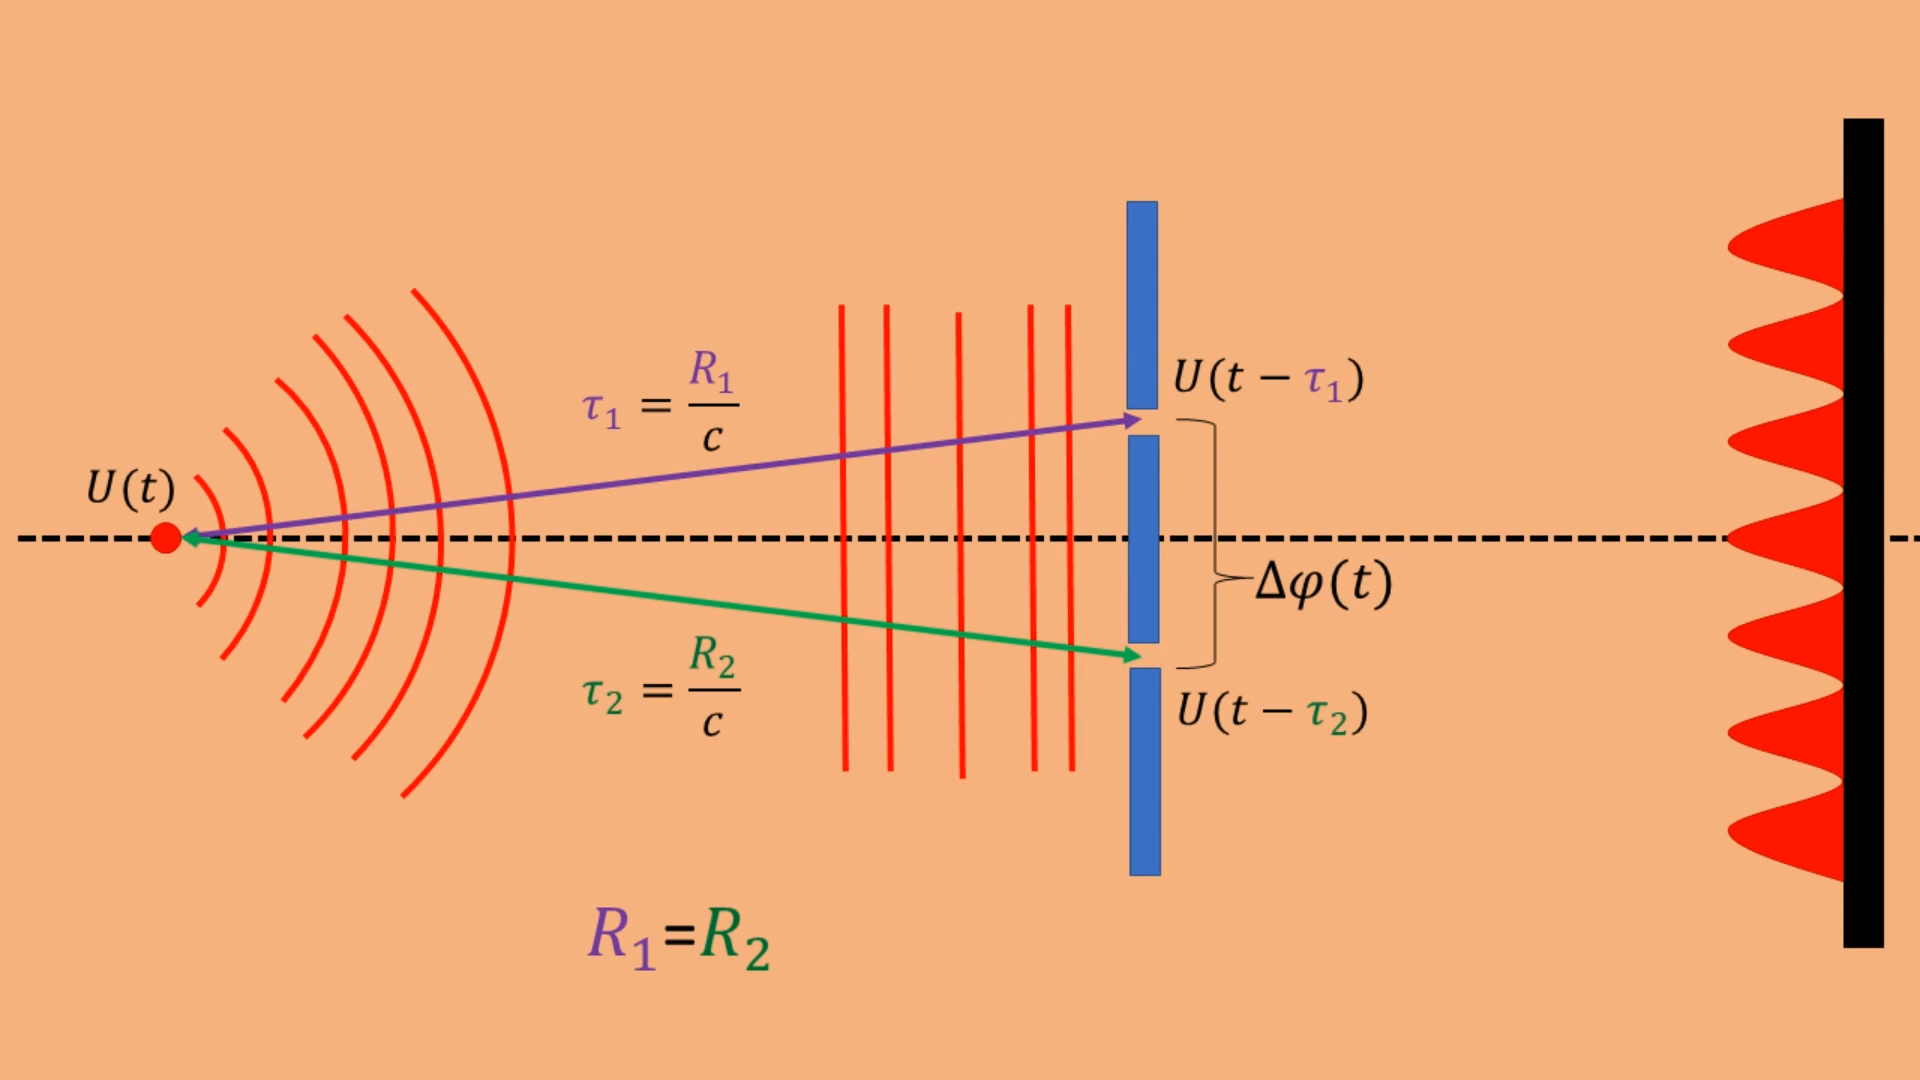 U(t)
τ₁ = R₁/c
U(t − τ₁)
Δφ(t)
τ₂ = R₂/c
U(t − τ₂)
R₁=R₂